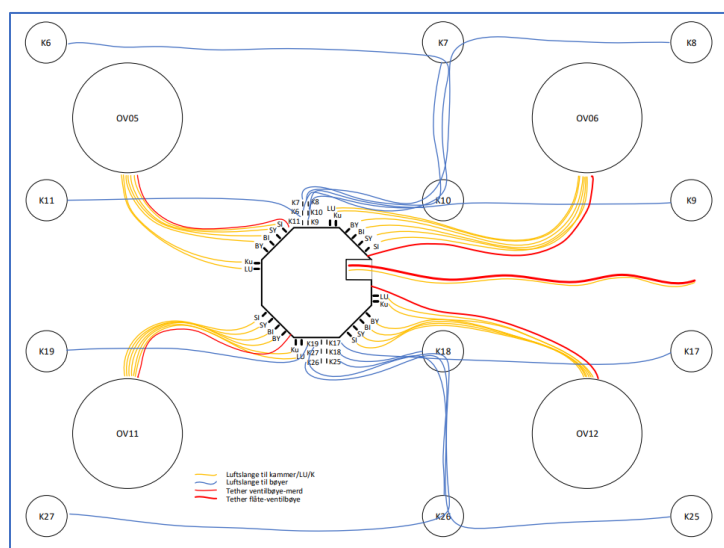 K6
K7
K8
OV05
OV06
K11
K10
K9
K7
K8
K6
K10
K11
K9
LU
Ku
SI
SY
BI
BY
BY
BI
SY
SI
Ku
LU
LU
Ku
SI
SY
BI
BY
BY
BI
SY
SI
Ku
LU
K19
K27
K26
K17
K18
K25
K19
K18
K17
OV11
OV12
Luftslange til kammer/LU/K
Luftslange til bøyer
Tether ventilbøye-merd
Tether flåte-ventilbøye
K27
K26
K25